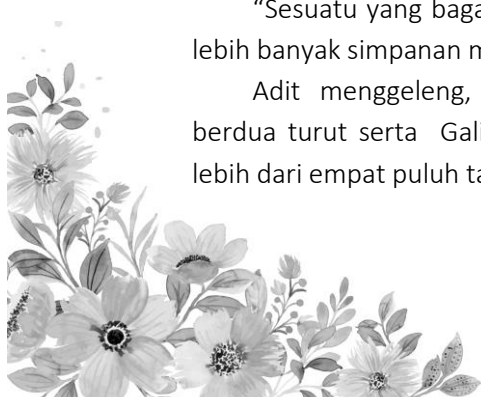 “Sesuatu yang baga
lebih banyak simpanan m
Adit menggeleng,
berdua turut serta Gali
lebih dari empat puluh ta